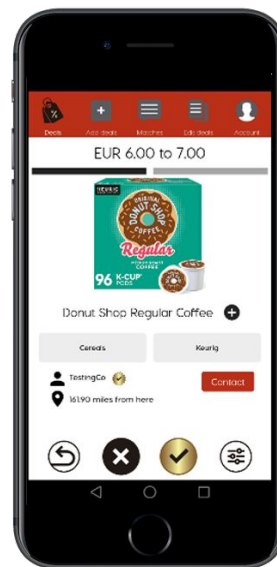 %
Deals
Add deals
Matches
Edit deals
Account
EUR 6.00 to 7.00
KEURIG
ORIGINAL
DONUT SHOP
COFFEE
Regular
COFFEE
96 K-CUP
PODS
Donut Shop Regular Coffee
Cereals
Keurig
TestingCo
Contact
161.90 miles from here